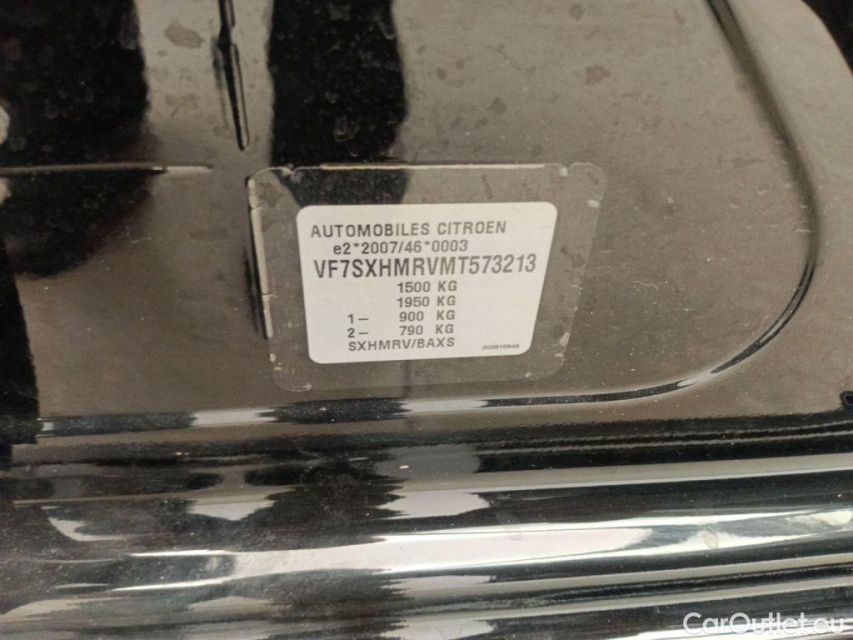 AUTOMOBILES CITROEN
e2*2007/46*0003
VF7SXHMRVMT573213
1500 KG
1950 KG
1– 900 KG
2– 790 KG
SXHMRV/BAXS
CarOutlet.eu